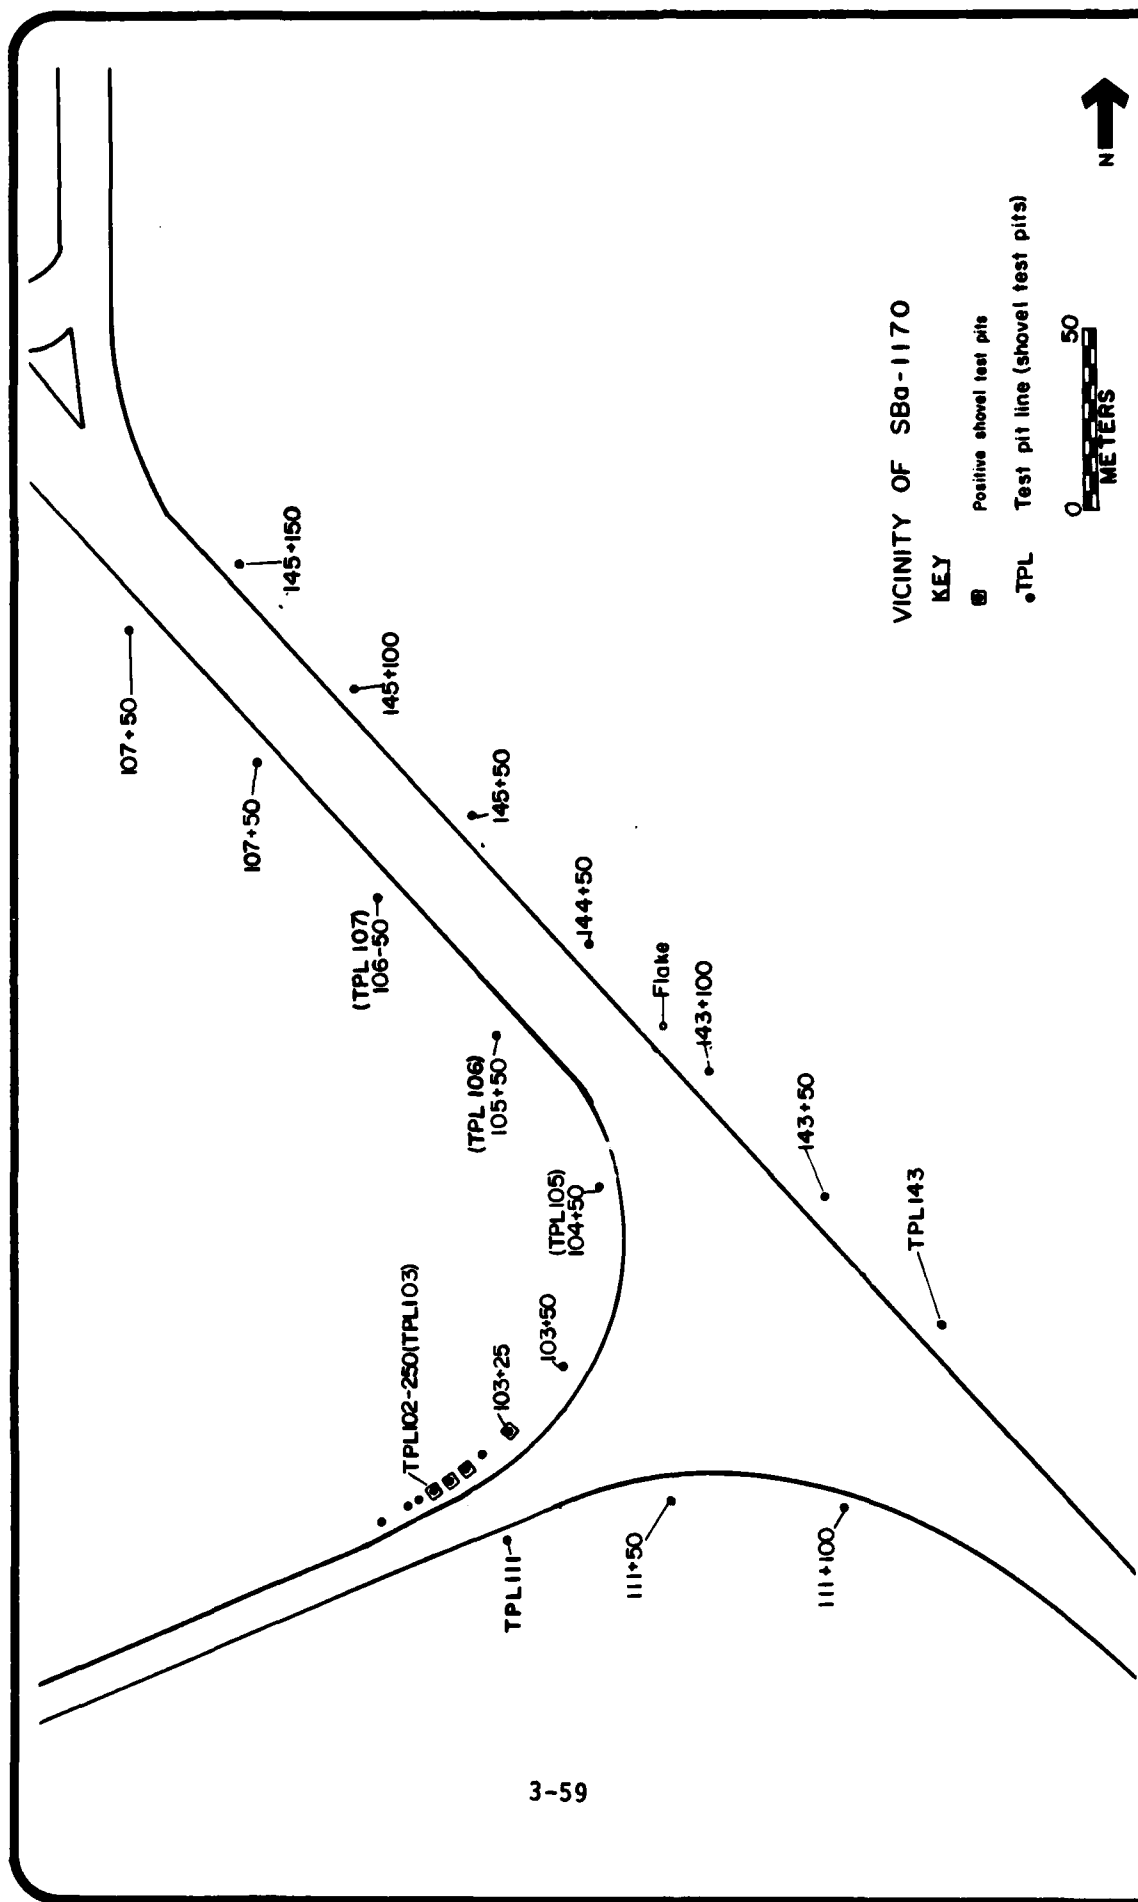 107+50
107+50
(TPL 107)
106-50
(TPL 106)
105+50
(TPL105)
104+50
103+50
TPL102-250(TPL103)
103+25
TPL111
111+50
111+100
145+150
145+100
145+50
144+50
Flake
143+100
143+50
TPL143
VICINITY OF SBa-1170
KEY
Positive shovel test pits
TPL Test pit line (shovel test pits)
0 50
METERS
N
3-59